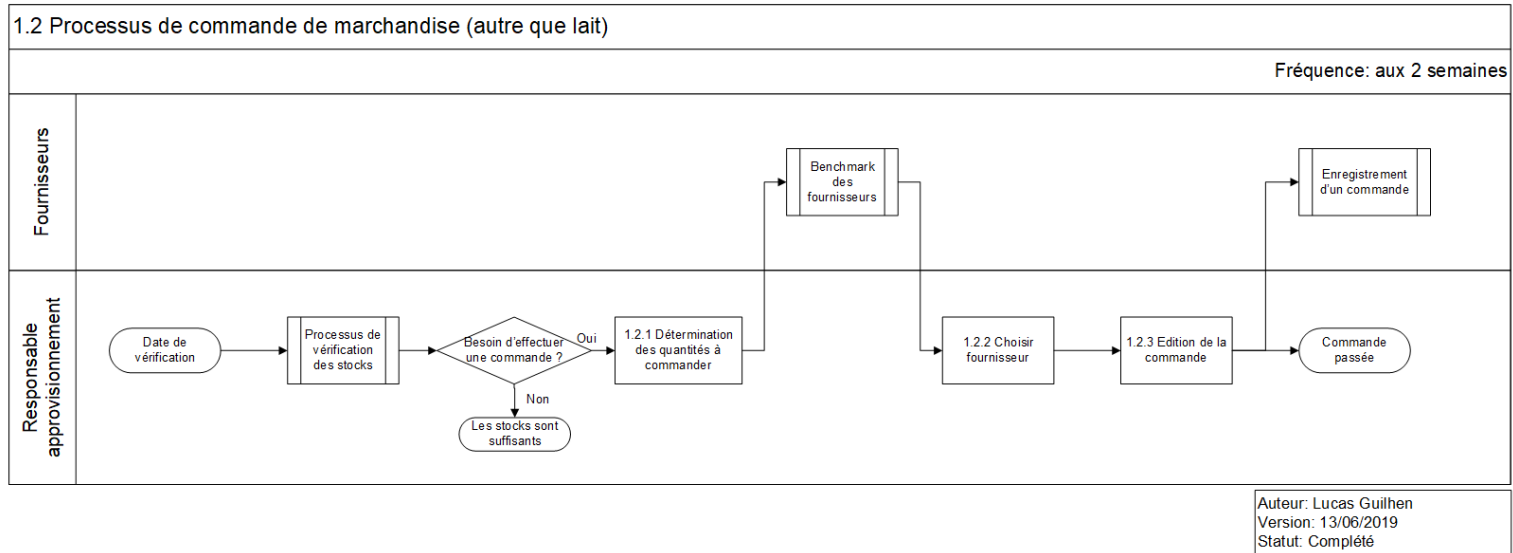 1.2 Processus de commande de marchandise (autre que lait)
Fréquence: aux 2 semaines
Fournisseurs
Benchmark
des
fournisseurs
Enregistrement
d'un commande
Responsable
approvisionnement
Date de
vérification
Processus de
vérification
des stocks
Besoin d'effectuer
une commande ?
Oui
Non
Les stocks sont
suffisants
1.2.1 Détermination
des quantités à
commander
1.2.2 Choisir
fournisseur
1.2.3 Edition de la
commande
Commande
passée
Auteur: Lucas Guilhen
Version: 13/06/2019
Statut: Complété